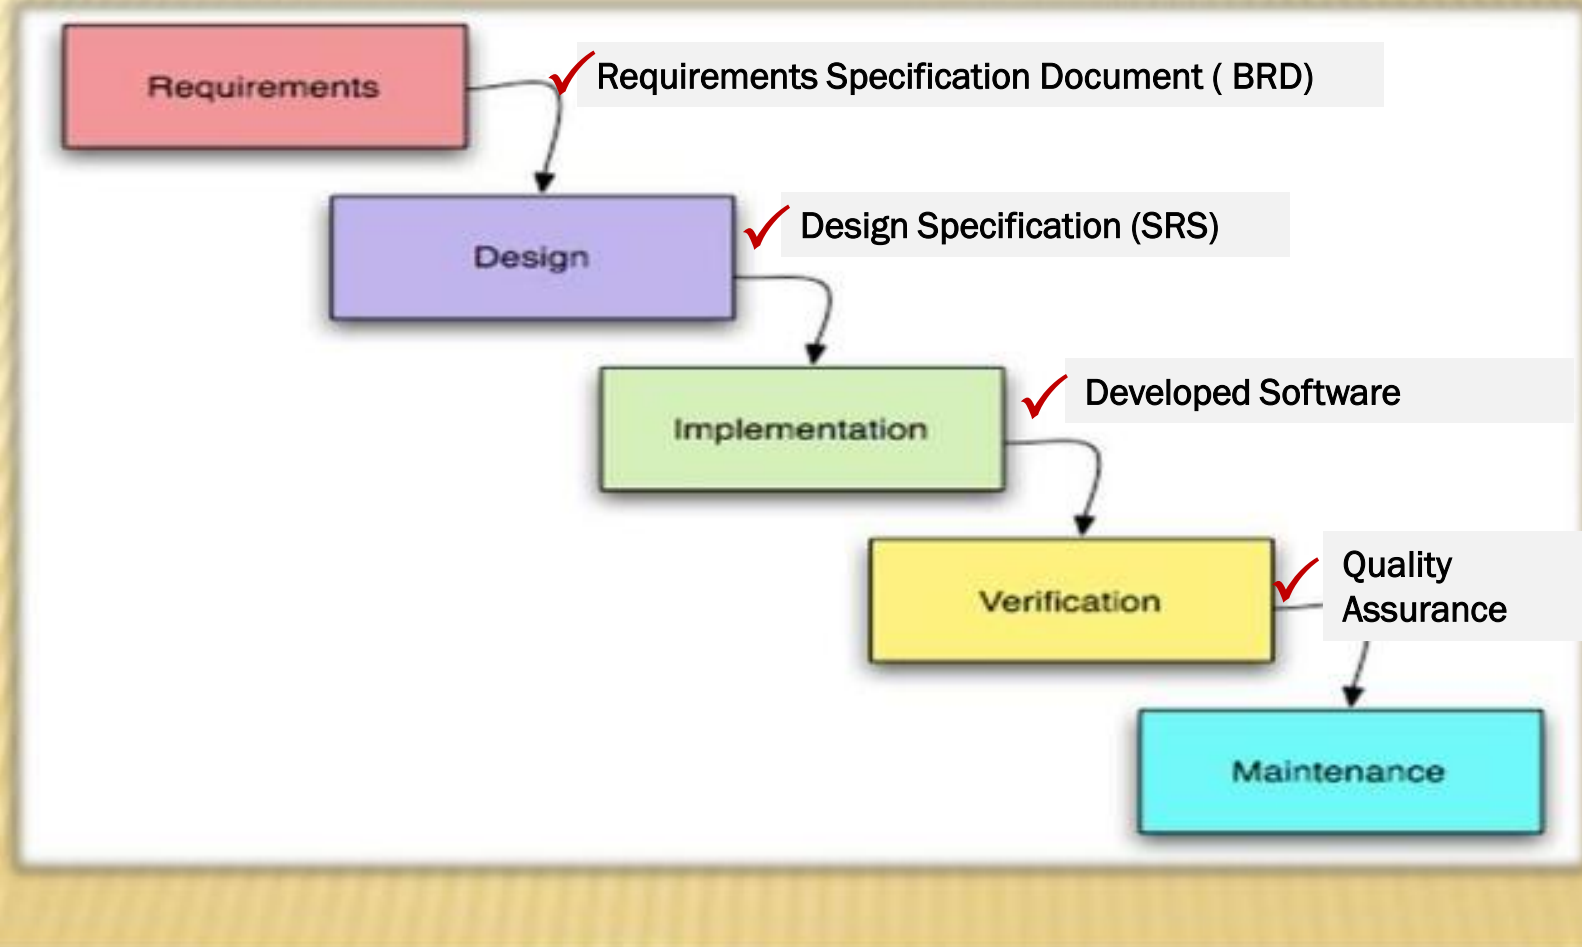 Requirements
Requirements Specification Document ( BRD)
Design Specification (SRS)
Design
Developed Software
Implementation
Quality
Assurance
Verification
Maintenance